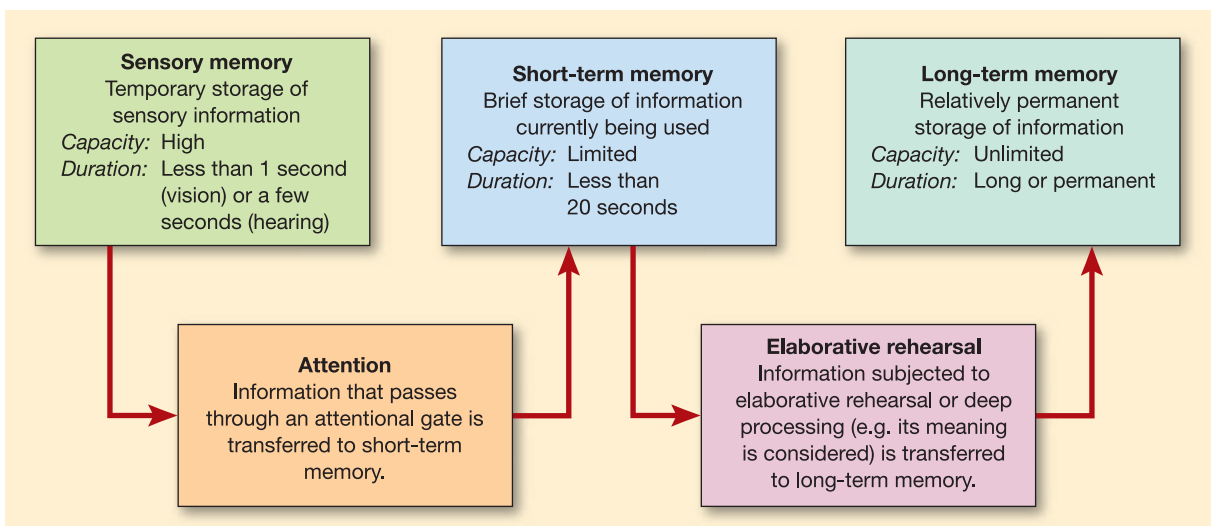 Sensory memory
Temporary storage of
sensory information
Capacity: High
Duration: Less than 1 second
(vision) or a few
seconds (hearing)
Attention
Information that passes
through an attentional gate is
transferred to short-term
memory.
Short-term memory
Brief storage of information
currently being used
Capacity: Limited
Duration: Less than
20 seconds
Elaborative rehearsal
Information subjected to
elaborative rehearsal or deep
processing (e.g. its meaning
is considered) is transferred
to long-term memory.
Long-term memory
Relatively permanent
storage of information
Capacity: Unlimited
Duration: Long or permanent